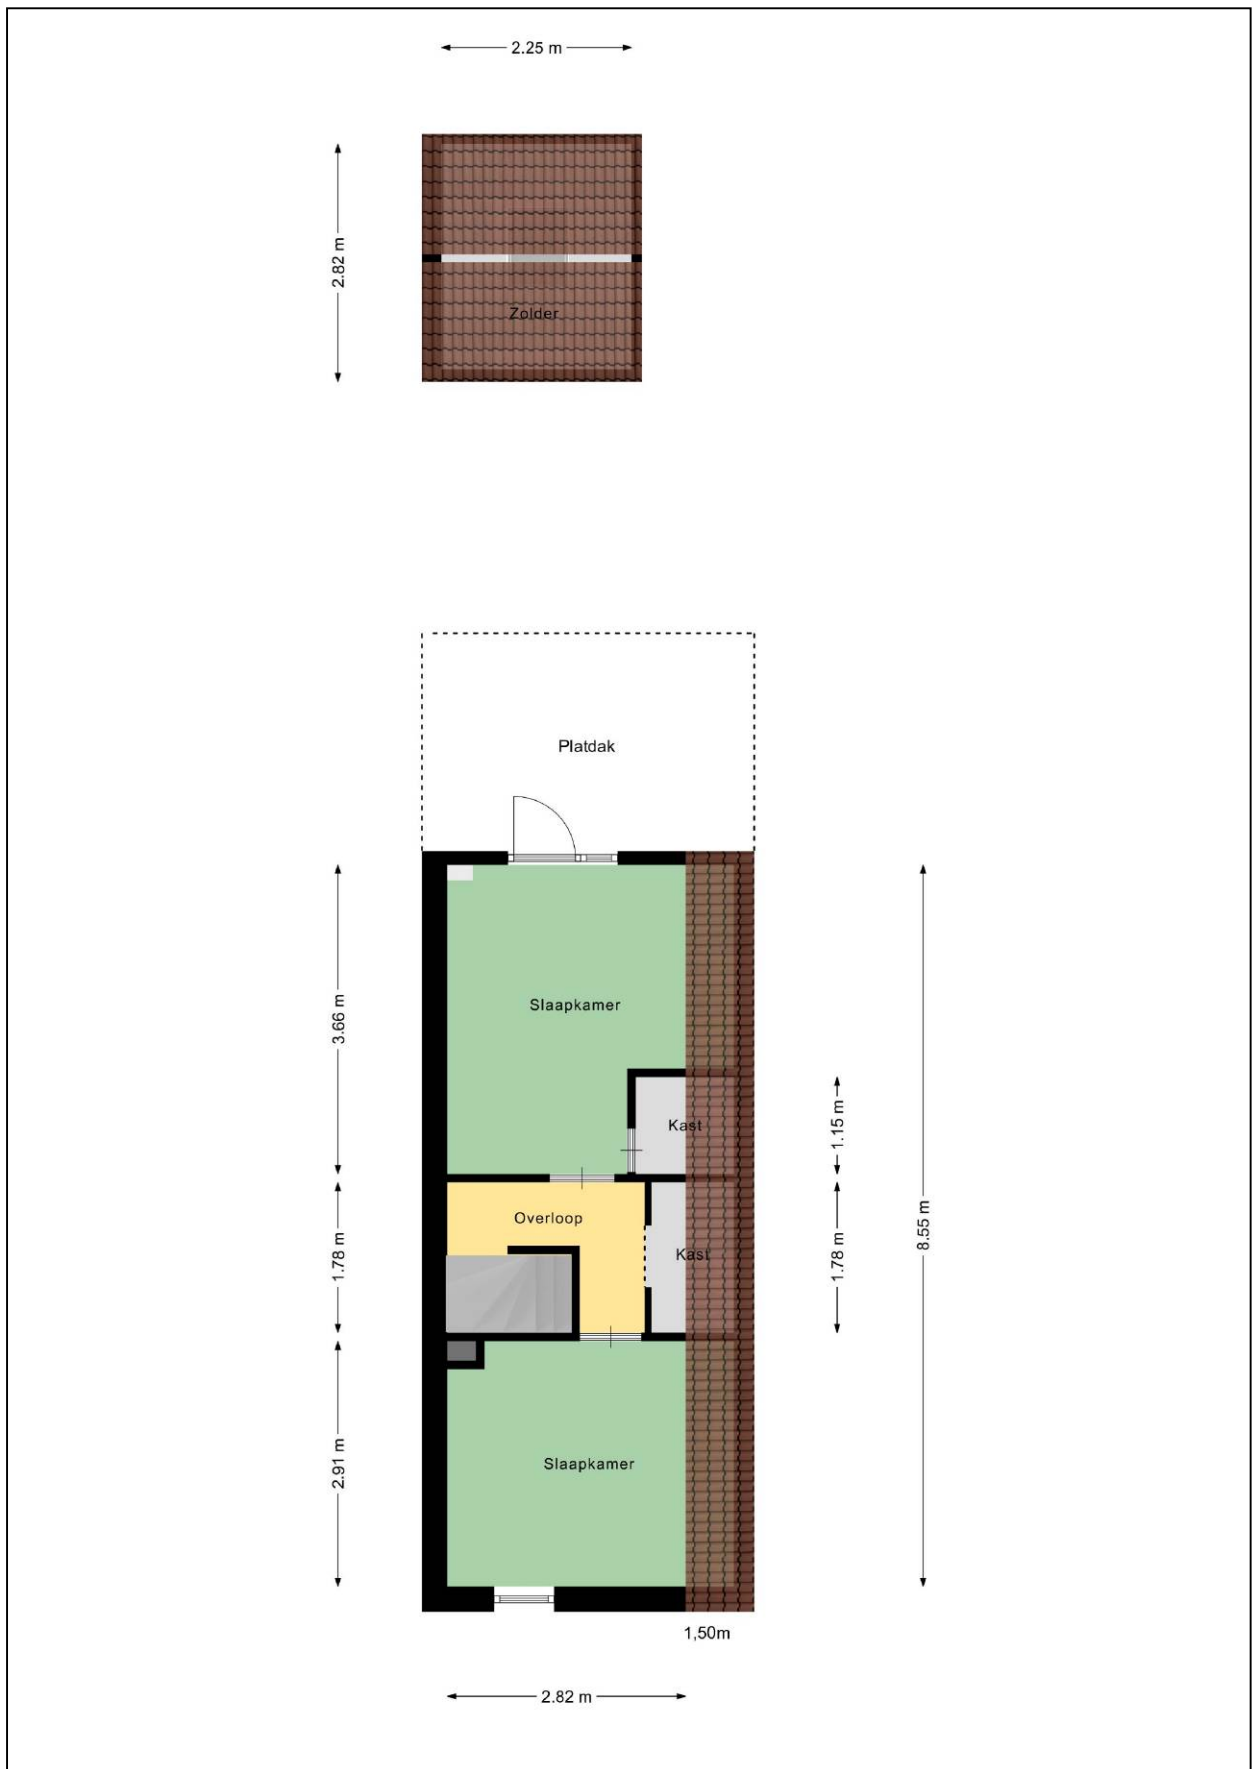 2.25 m
2.82 m
Zolder
Platdak
3.66 m
Slaapkamer
Kast
1.15 m
Overloop
1.78 m
Kast
1.78 m
8.55 m
2.91 m
Slaapkamer
1,50m
2.82 m